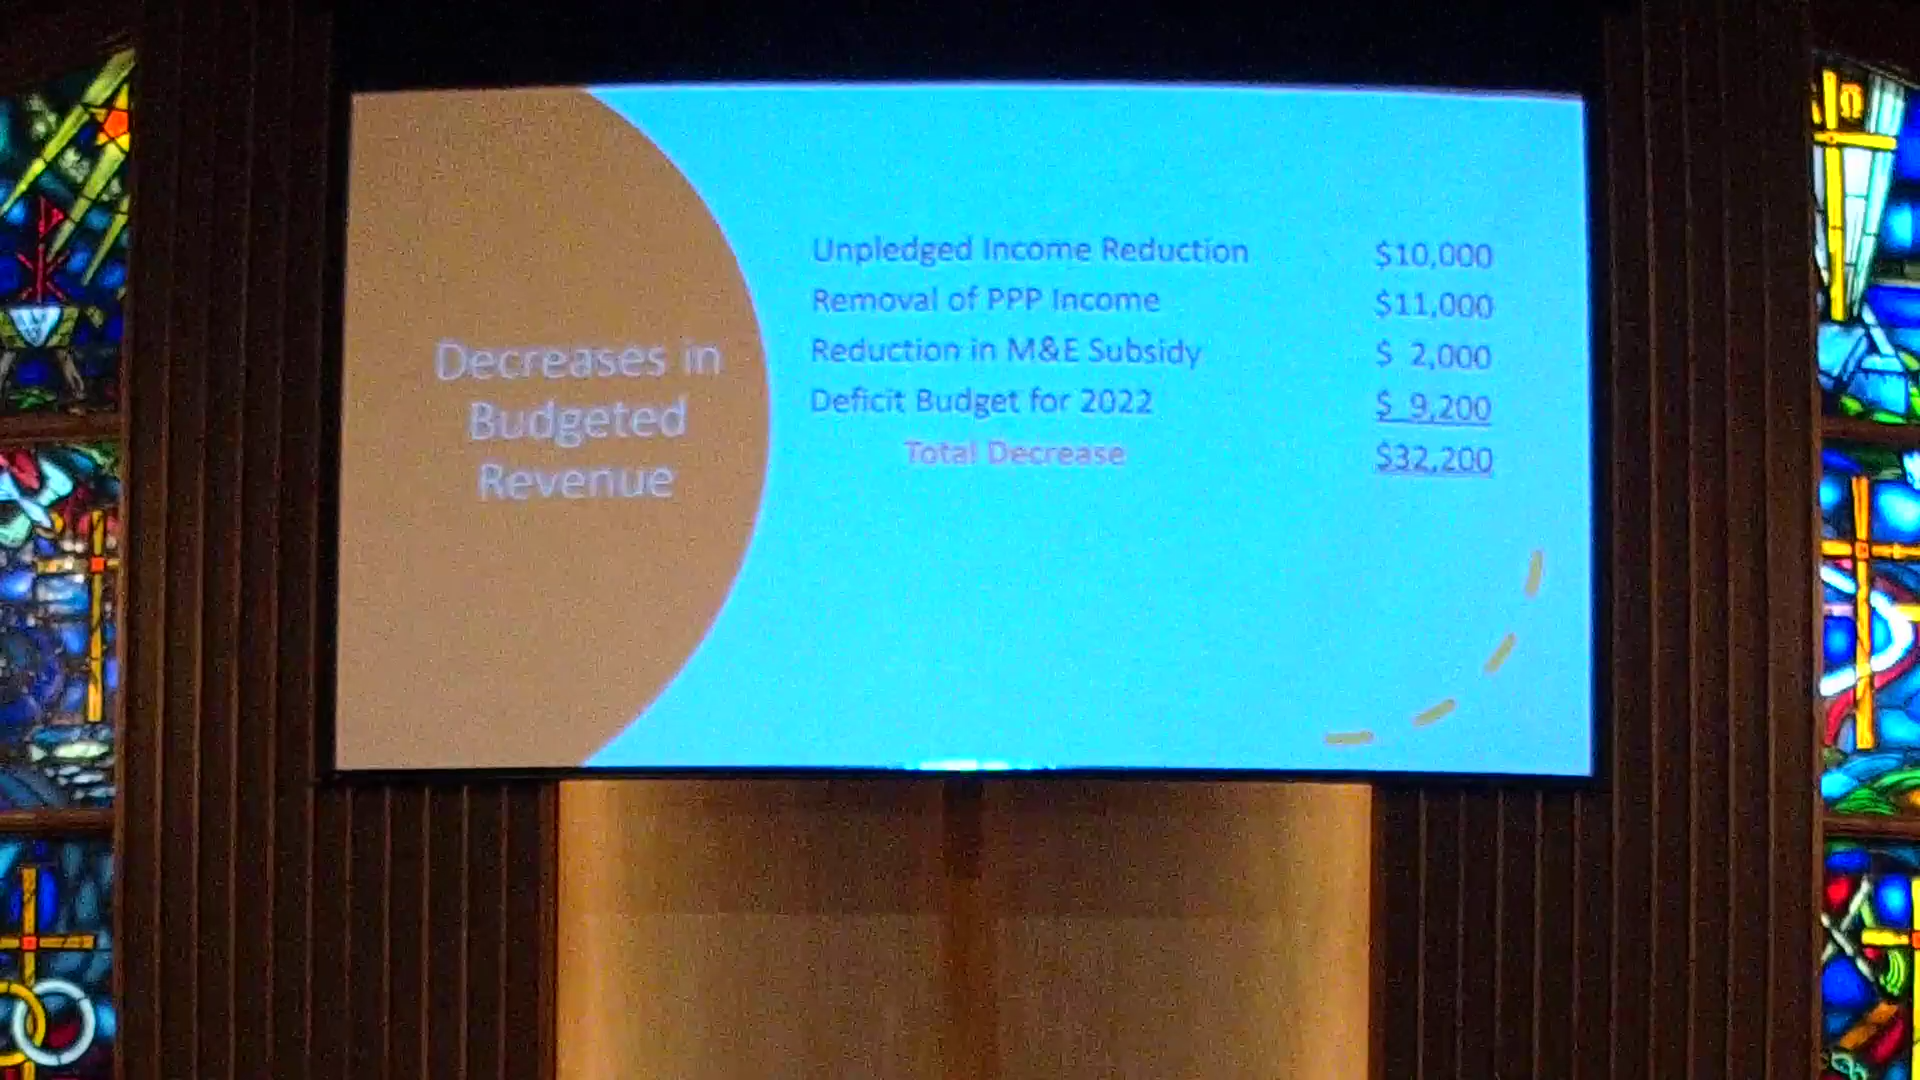 Decreases in
Budgeted
Revenue
Unpledged Income Reduction $10,000
Removal of PPP Income $11,000
Reduction in M&E Subsidy $ 2,000
Deficit Budget for 2022 $ 9,200
Total Decrease $32,200